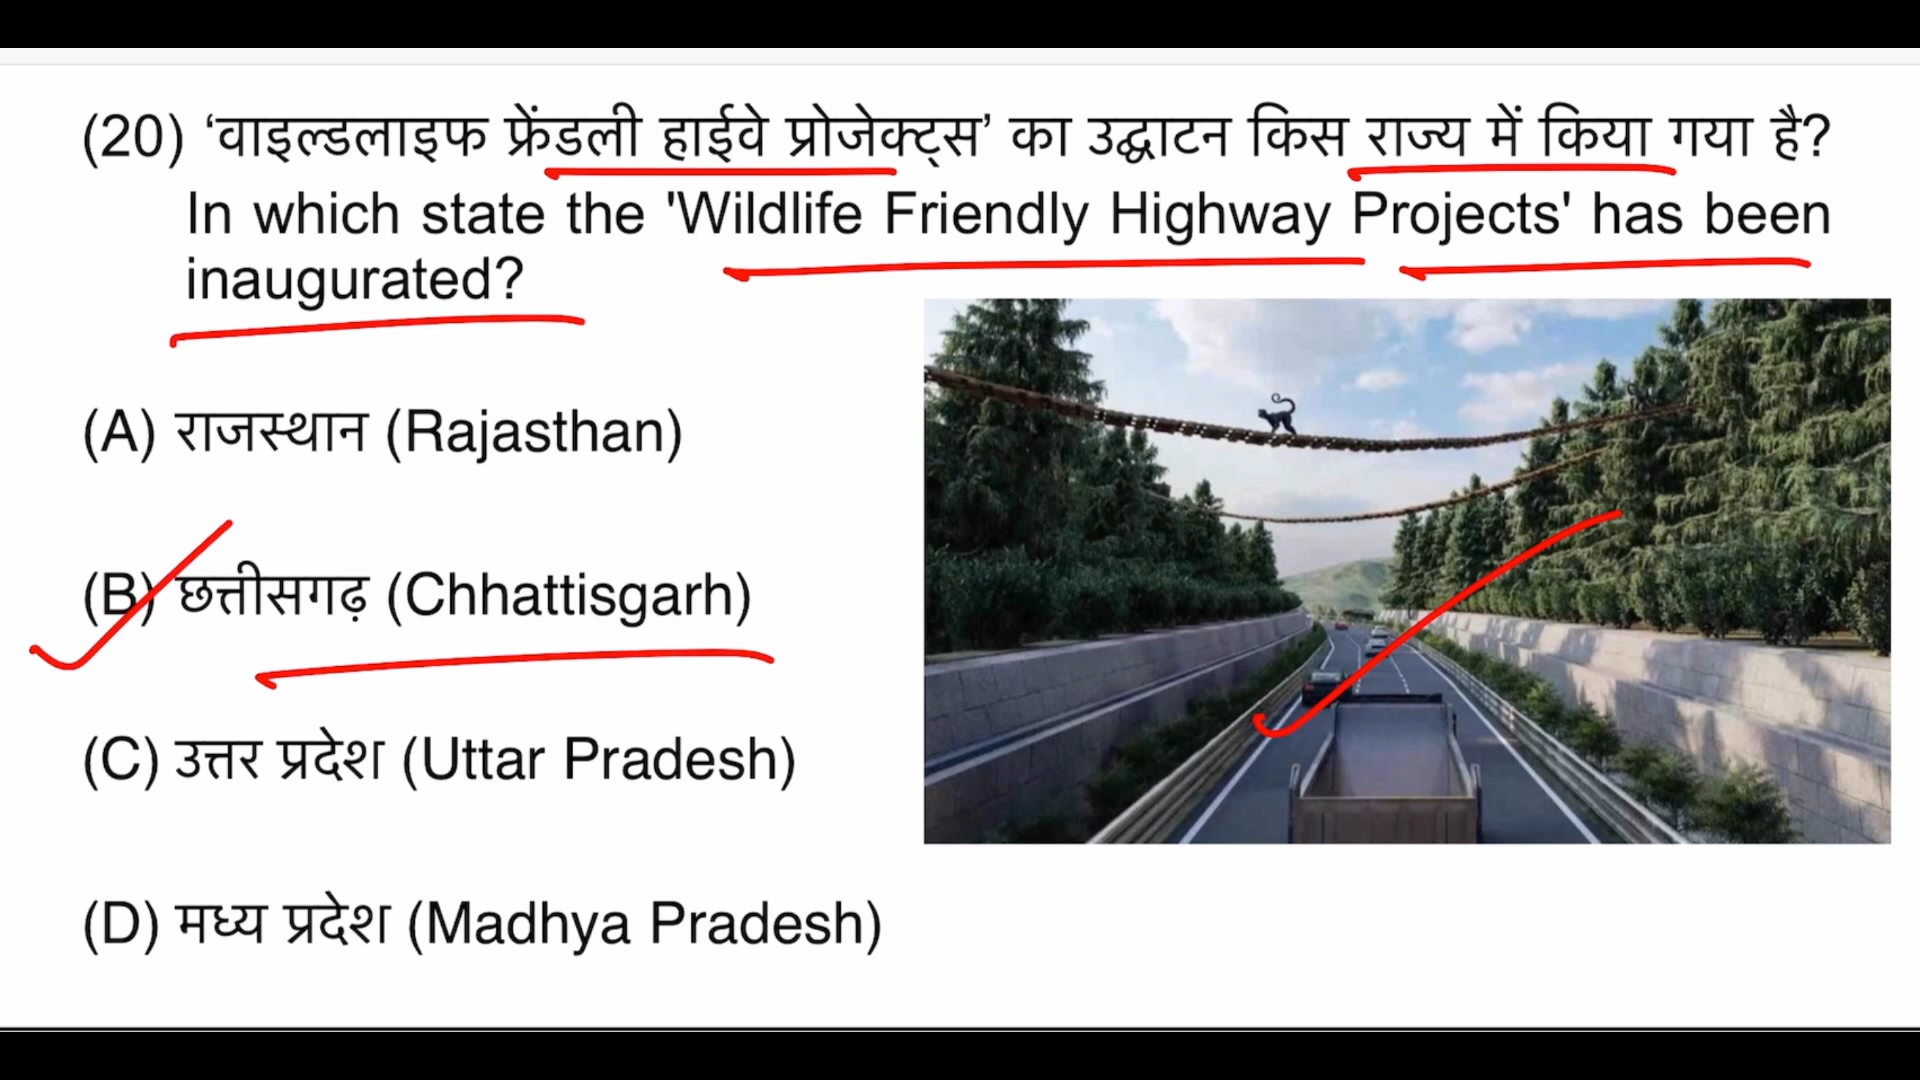 (20) ‘वाइल्डलाइफ फ्रेंडली हाईवे प्रोजेक्ट्स’ का उद्घाटन किस राज्य में किया गया है?
In which state the 'Wildlife Friendly Highway Projects' has been
inaugurated?
(A) राजस्थान (Rajasthan)
(B) छत्तीसगढ़ (Chhattisgarh)
(C) उत्तर प्रदेश (Uttar Pradesh)
(D) मध्य प्रदेश (Madhya Pradesh)